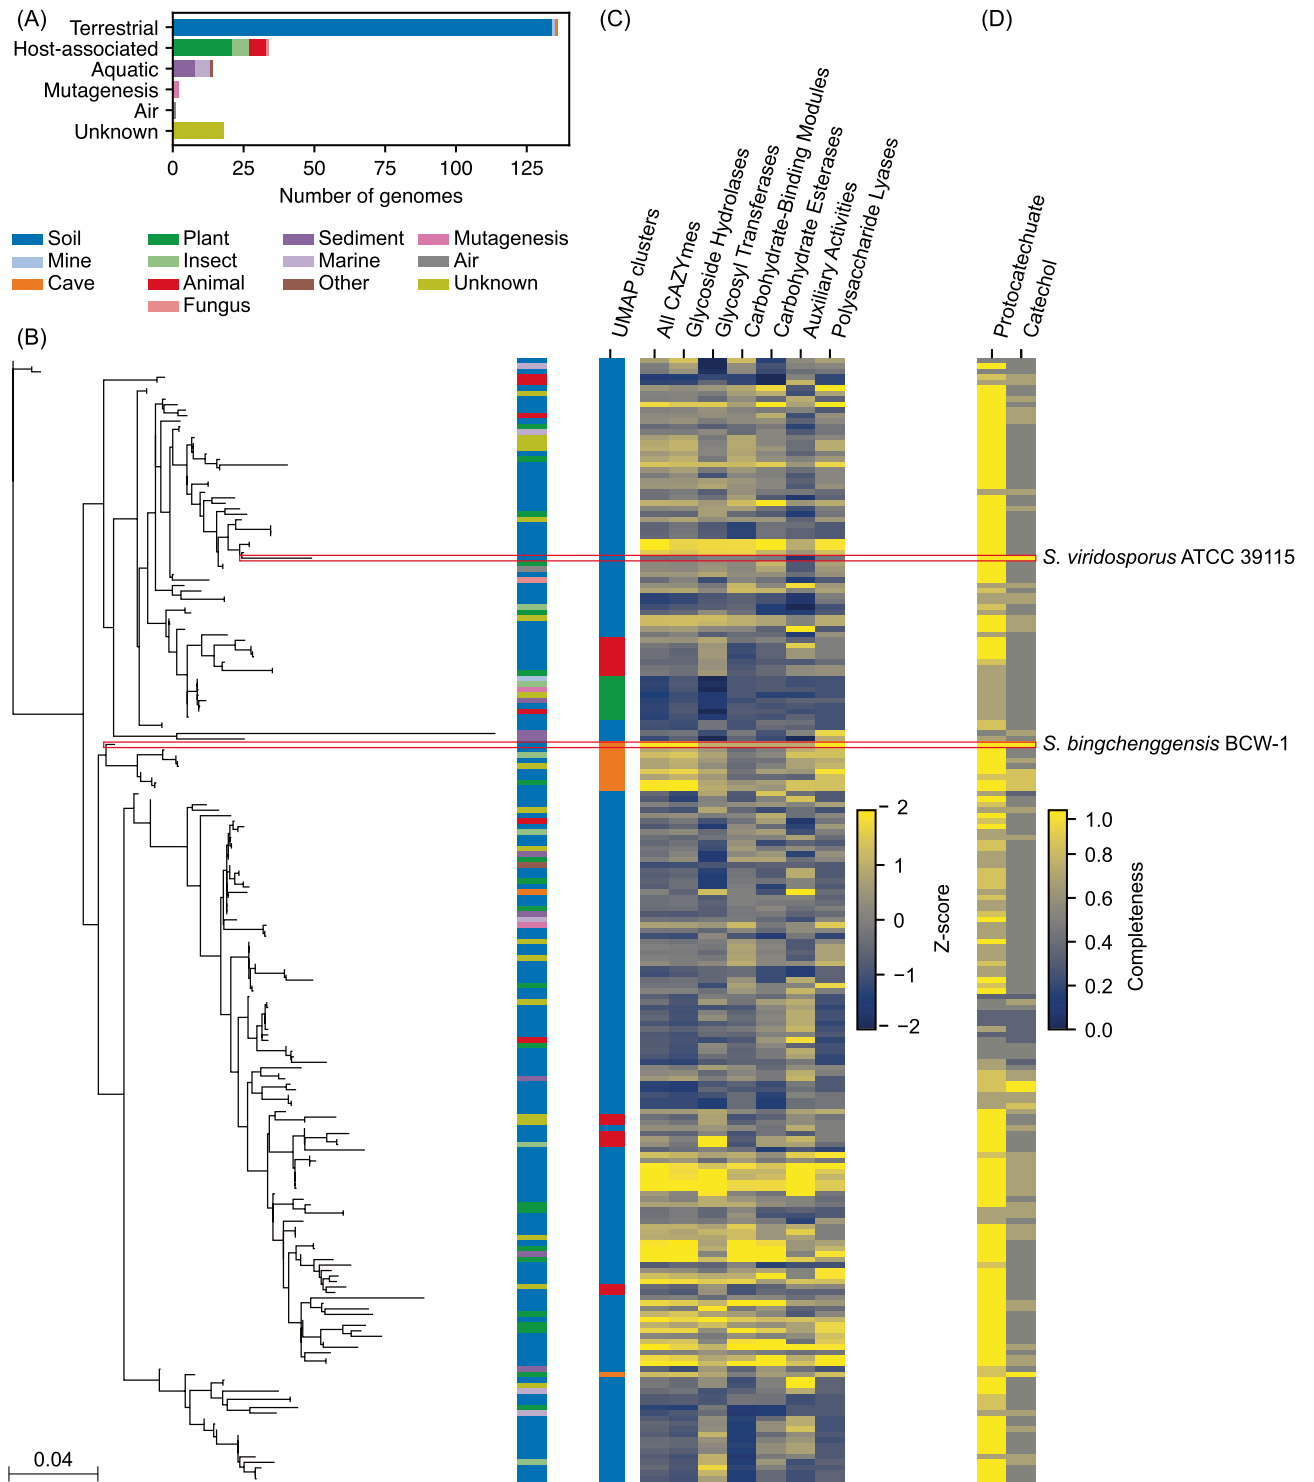 (A)
Terrestrial
Host-associated
Aquatic
Mutagenesis
Air
Unknown
0 25 50 75 100 125
Number of genomes
Soil Plant Sediment Mutagenesis
Mine Insect Marine Air
Cave Animal Other Unknown
Fungus
(C)
UMAP clusters
All CAZYmes
Glycoside Hydrolases
Glycosyl Transferases
Carbohydrate-Binding Modules
Carbohydrate Esterases
Auxiliary Activities
Polysaccharide Lyases
(D)
Protocatechuate
Catechol
(B)
S. viridosporus ATCC 39115
S. bingchenggensis BCW-1
2
1
0
−1
−2
Z-score
1.0
0.8
0.6
0.4
0.2
0.0
Completeness
0.04